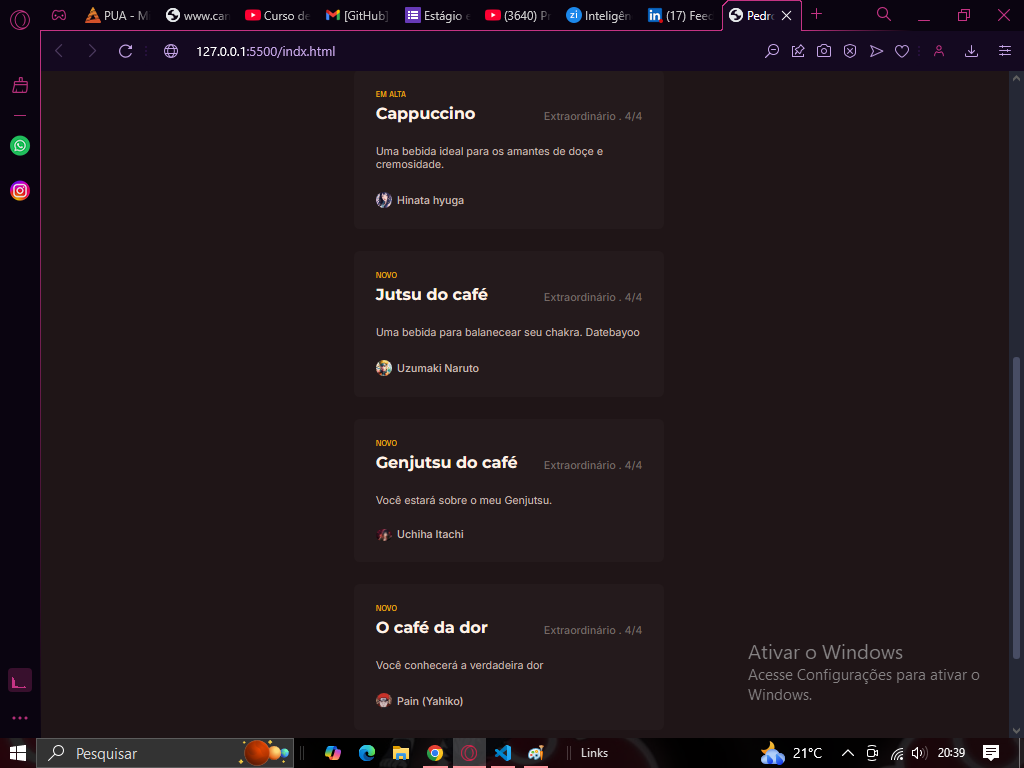 PUA - M
www.can
Curso de
[GitHub]
Estágio e
(3640) Pr
Inteligên
(17) Feed
Pedro
127.0.0.1:5500/indx.html
EM ALTA
Cappuccino
Extraordinário . 4/4
Uma bebida ideal para os amantes de doçe e
cremosidade.
Hinata hyuga
NOVO
Jutsu do café
Extraordinário . 4/4
Uma bebida para balanecear seu chakra. Datebayoo
Uzumaki Naruto
NOVO
Genjutsu do café
Extraordinário . 4/4
Você estará sobre o meu Genjutsu.
Uchiha Itachi
NOVO
O café da dor
Extraordinário . 4/4
Você conhecerá a verdadeira dor
Pain (Yahiko)
Ativar o Windows
Acesse Configurações para ativar o
Windows.
Pesquisar
Links
21°C
20:39